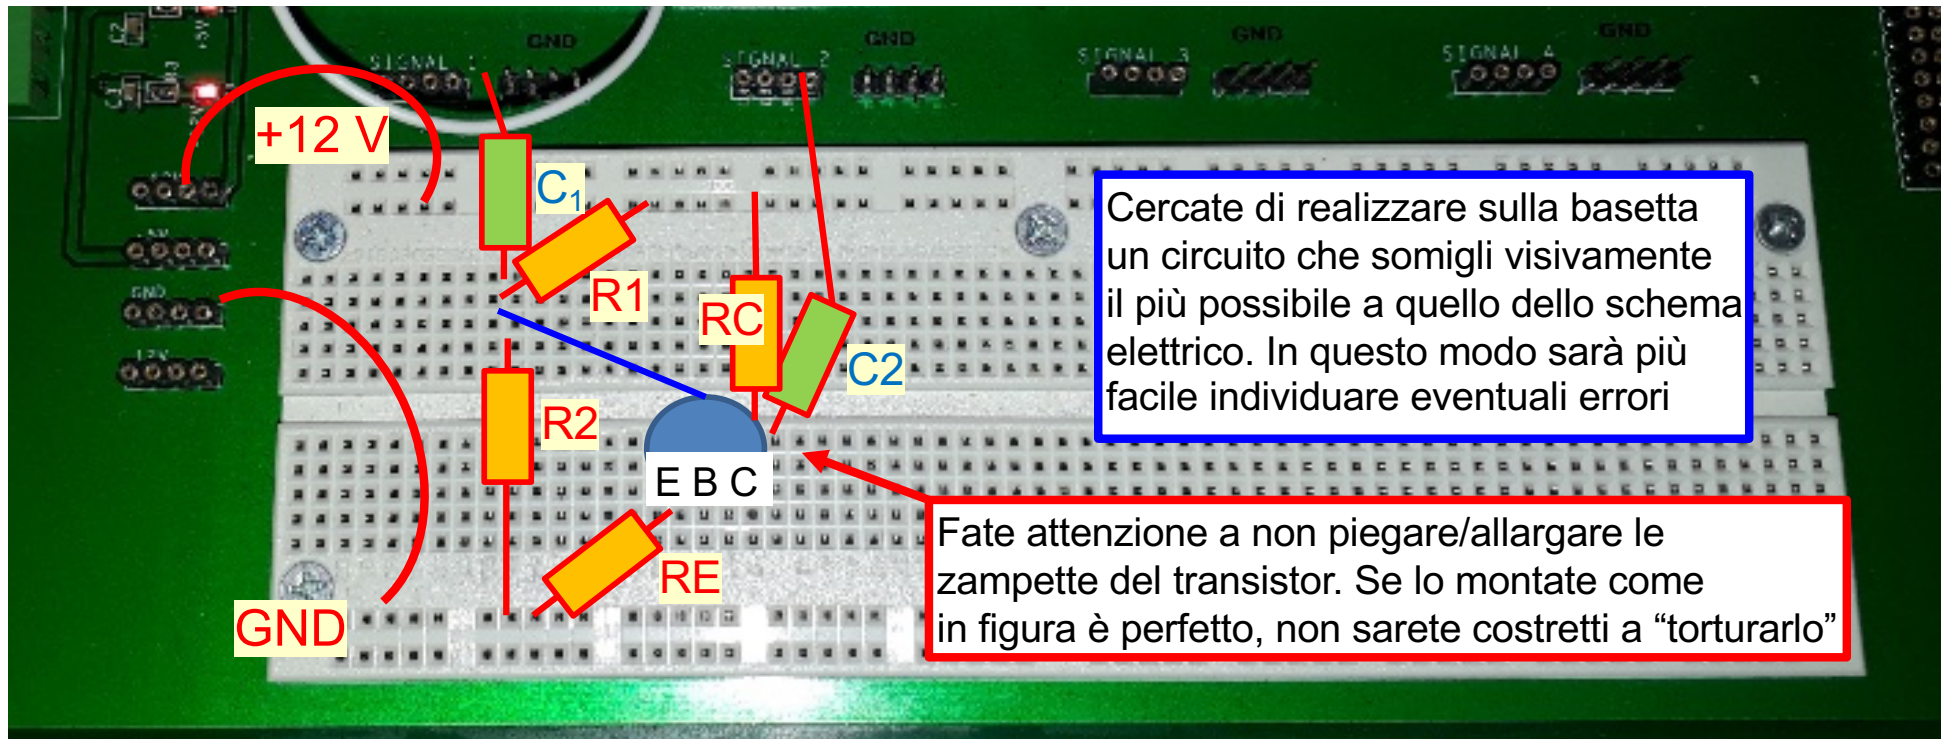 C2
+5V
GND
GND
GND
GND
SIGNAL 1
SIGNAL 2
SIGNAL 3
SIGNAL 4
+12 V
C1
Cercate di realizzare sulla basetta
un circuito che somigli visivamente
il più possibile a quello dello schema
elettrico. In questo modo sarà più
facile individuare eventuali errori
GND
R1
RC
C2
R2
E B C
Fate attenzione a non piegare/allargare le
zampette del transistor. Se lo montate come
in figura è perfetto, non sarete costretti a “torturarlo”
RE
GND